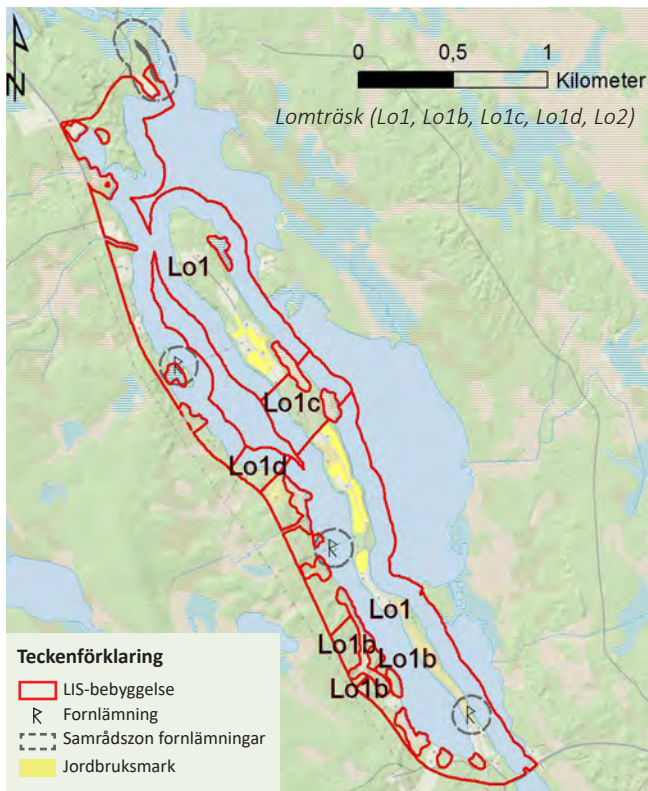 N
0 0,5 1
Kilometer
Lomträsk (Lo1, Lo1b, Lo1c, Lo1d, Lo2)
Lo1
R
Lo1c
Lo1d
R
Lo1
Lo1b
Lo1b
Lo1b
R
Teckenförklaring
LIS-bebyggelse
R Fornlämning
Samrådszon fornlämningar
Jordbruksmark